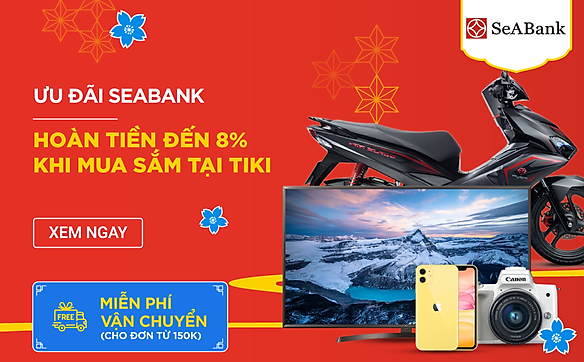 SeABank
ƯU ĐÃI SEABANK
HOÀN TIỀN ĐẾN 8%
KHI MUA SẮM TẠI TIKI
XEM NGAY
FREE
MIỄN PHÍ
VẬN CHUYỂN
(CHO ĐƠN TỪ 150K)
Canon